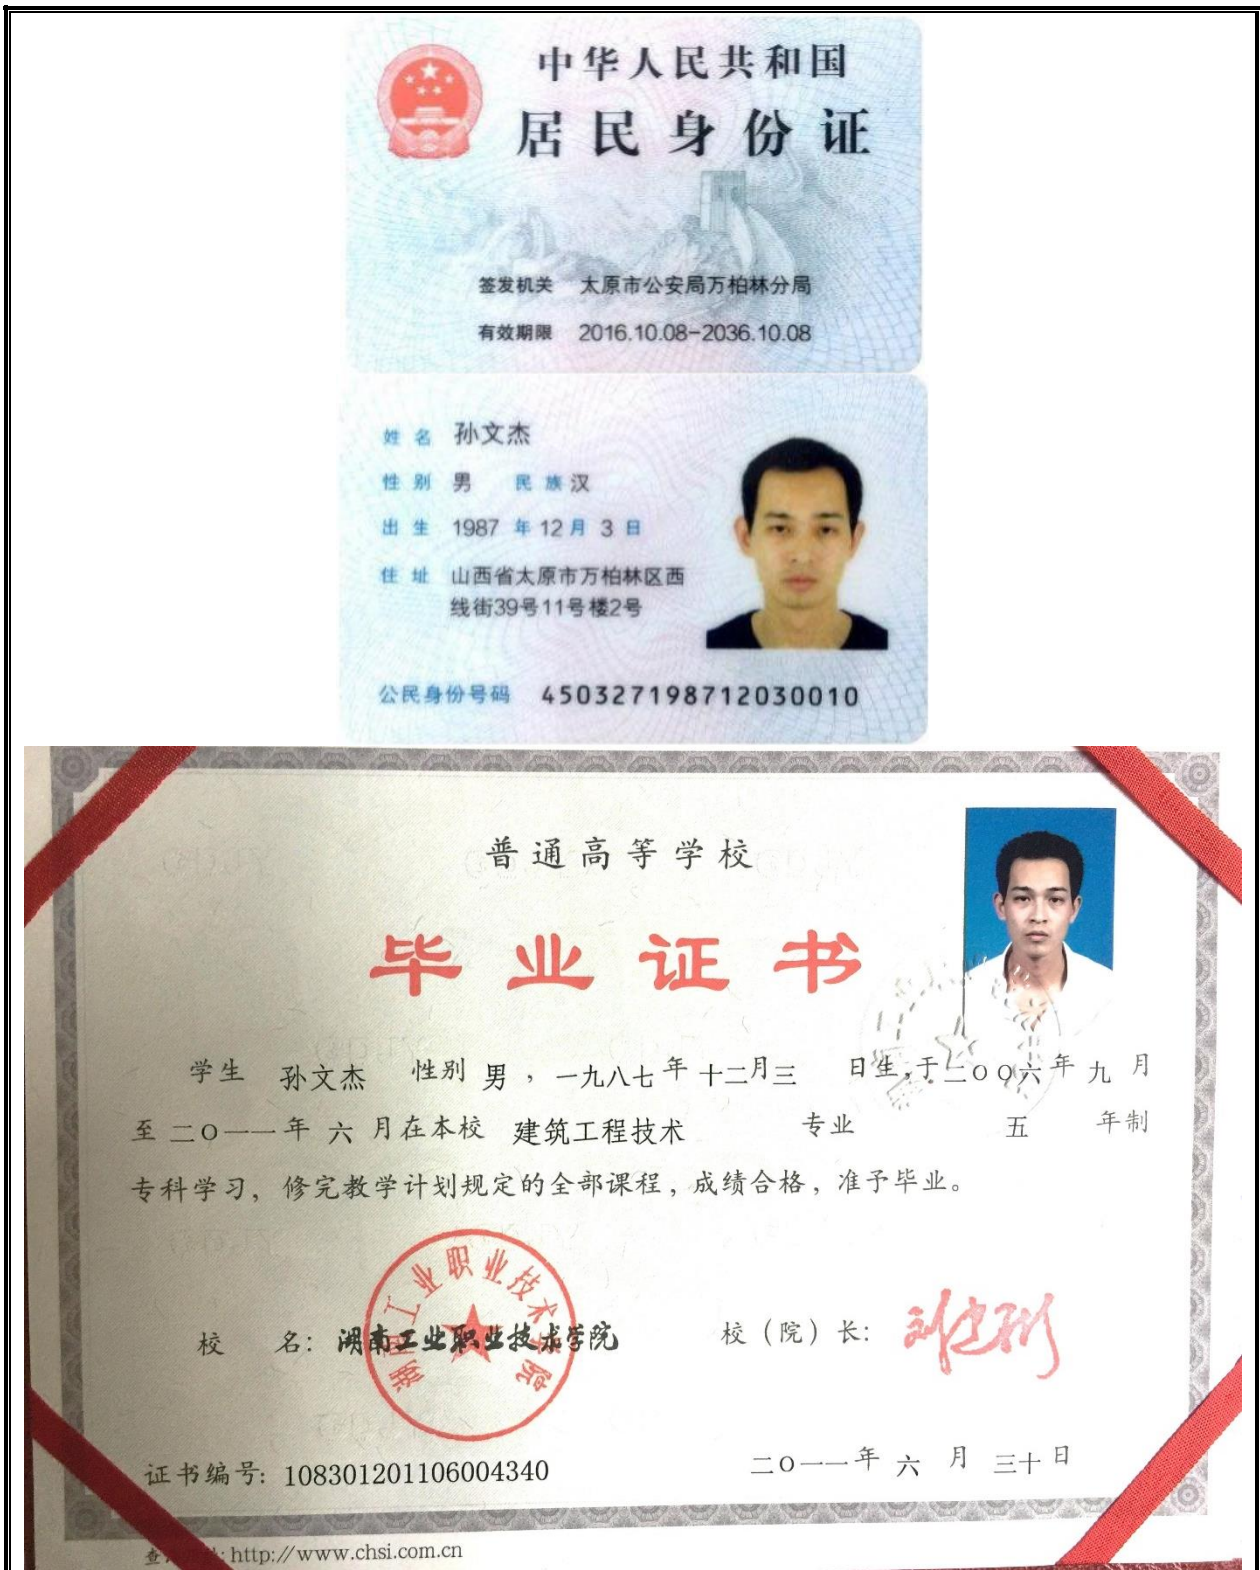 中华人民共和国
居民身份证
签发机关 太原市公安局万柏林分局
有效期限 2016.10.08-2036.10.08
姓名 孙文杰
性别 男 民族 汉
出生 1987 年 12 月 3 日
住址 山西省太原市万柏林区西
线街39号11号楼2号
公民身份号码 450327198712030010
普通高等学校
毕业证书
学生 孙文杰 性别 男 ，一九八七 年 十二 月 三 日生,于 二〇〇六 年 九 月
至 二〇一一 年 六 月在本校 建筑工程技术 专业 五 年制
专科学习，修完教学计划规定的全部课程，成绩合格，准予毕业。
湖南工业职业技术学院
校 名：湖南工业职业技术学院 校（院）长：
证书编号：108301201106004340 二〇一一 年 六 月 三十 日
http://www.chsi.com.cn